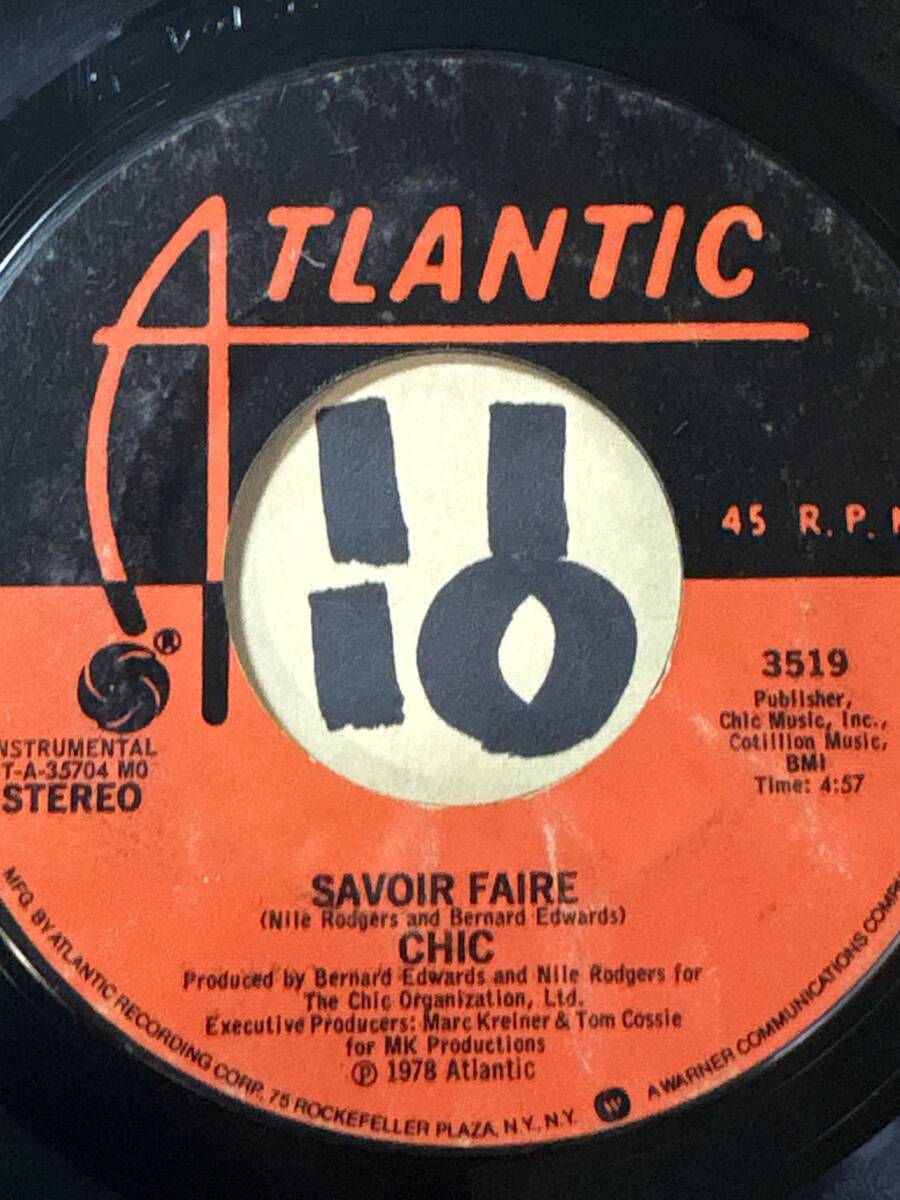 ATLANTIC
45 R.P.
®
NSTRUMENTAL
T-A-35704 MO
STEREO
3519
Publisher,
Chic Music, Inc.,
Cotillion Music,
BMI
Time: 4:57
SAVOIR FAIRE
(Nile Rodgers and Bernard Edwards)
CHIC
Produced by Bernard Edwards and Nile Rodgers for
The Chic Organization, Ltd.
Executive Producers: Marc Kreiner & Tom Cossie
for MK Productions
℗ 1978 Atlantic
MFG. BY ATLANTIC RECORDING CORP., 75 ROCKEFELLER PLAZA, N.Y., N.Y. A WARNER COMMUNICATIONS COMP